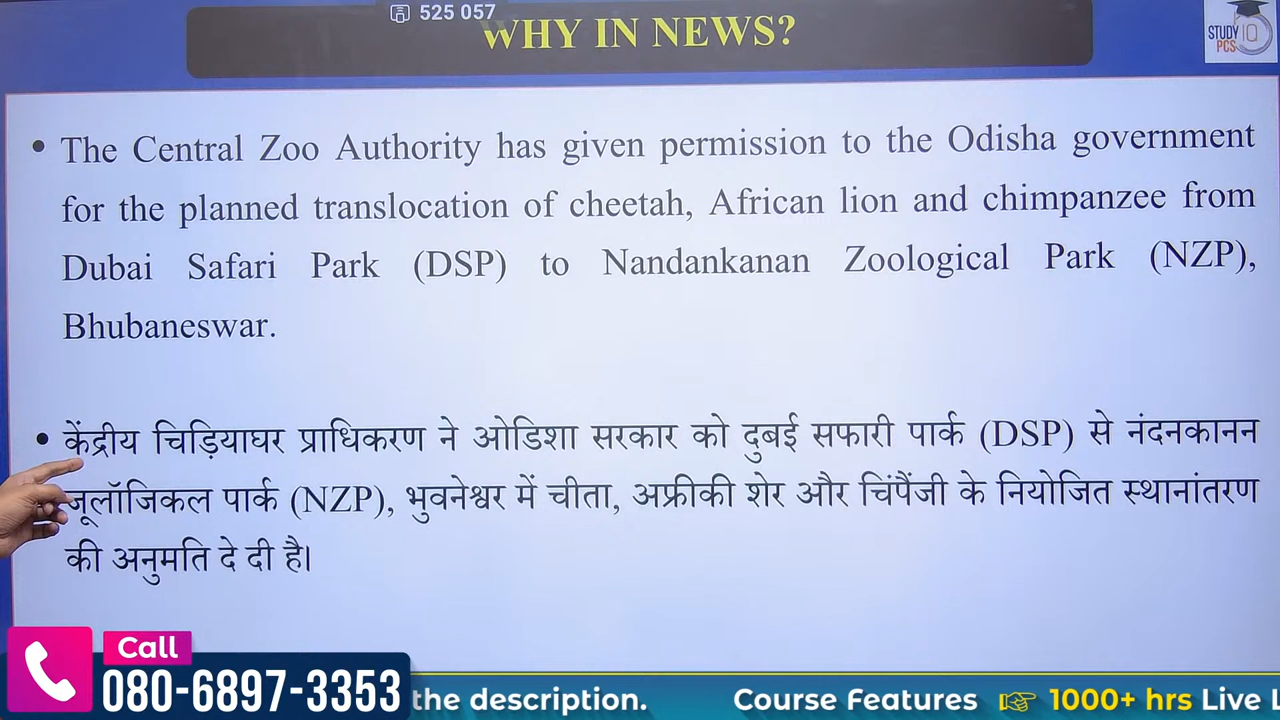 525 057
WHY IN NEWS?
STUDY IQ
PCS
• The Central Zoo Authority has given permission to the Odisha government
for the planned translocation of cheetah, African lion and chimpanzee from
Dubai Safari Park (DSP) to Nandankanan Zoological Park (NZP),
Bhubaneswar.
• केंद्रीय चिड़ियाघर प्राधिकरण ने ओडिशा सरकार को दुबई सफारी पार्क (DSP) से नंदनकानन
जूलॉजिकल पार्क (NZP), भुवनेश्वर में चीता, अफ्रीकी शेर और चिंपैंजी के नियोजित स्थानांतरण
की अनुमति दे दी है।
Call
080-6897-3353
the description. Course Features 1000+ hrs Live